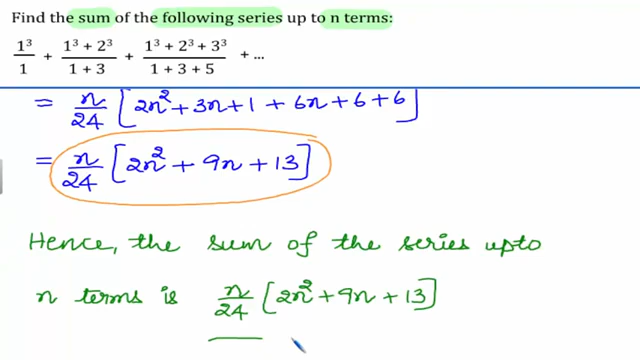 Find the sum of the following series up to n terms:
1³/1 + (1³ + 2³)/(1 + 3) + (1³ + 2³ + 3³)/(1 + 3 + 5) + ...
= n/24 [2n² + 3n + 1 + 6n + 6 + 6]
= n/24 [2n² + 9n + 13]
Hence, the sum of the series upto
n terms is n/24 [2n² + 9n + 13]